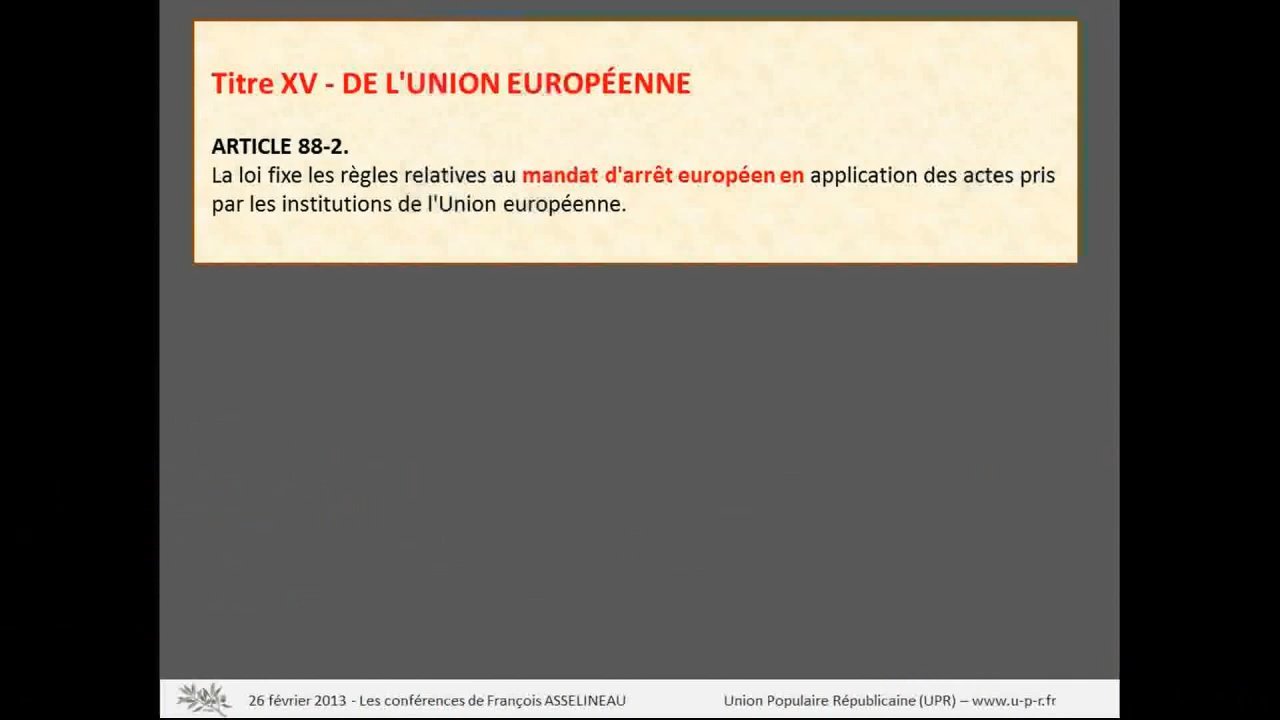 Titre XV - DE L'UNION EUROPÉENNE
ARTICLE 88-2.
La loi fixe les règles relatives au mandat d'arrêt européen en application des actes pris
par les institutions de l'Union européenne.
26 février 2013 - Les conférences de François ASSELINEAU
Union Populaire Républicaine (UPR) – www.u-p-r.fr